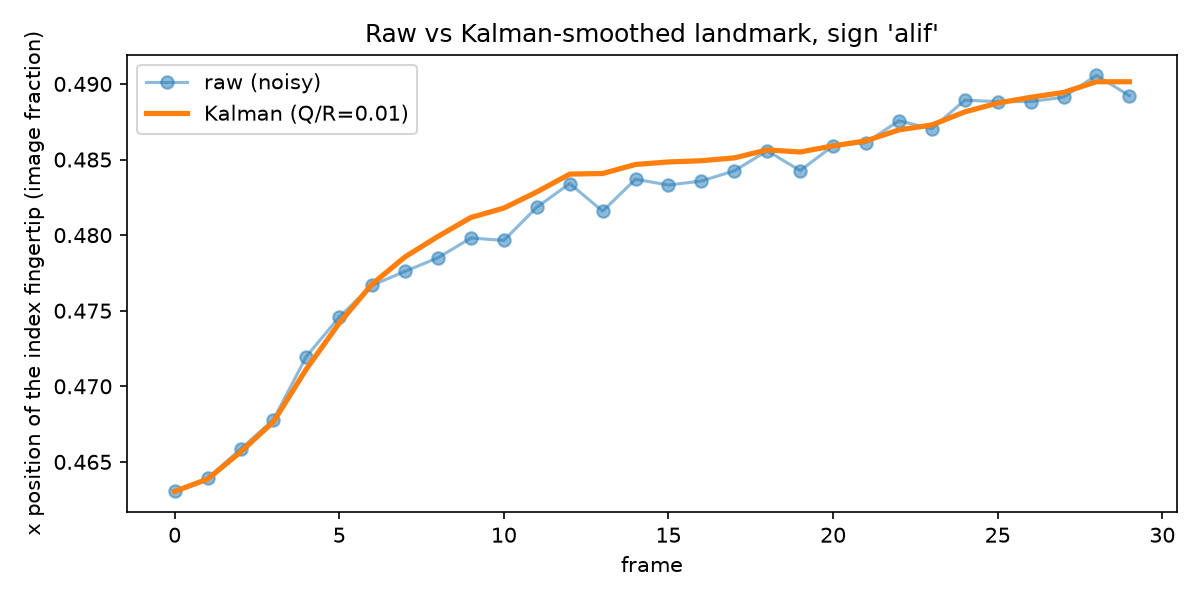 Raw vs Kalman-smoothed landmark, sign 'alif'
raw (noisy)
Kalman (Q/R=0.01)
x position of the index fingertip (image fraction)
0.490
0.485
0.480
0.475
0.470
0.465
0 5 10 15 20 25 30
frame